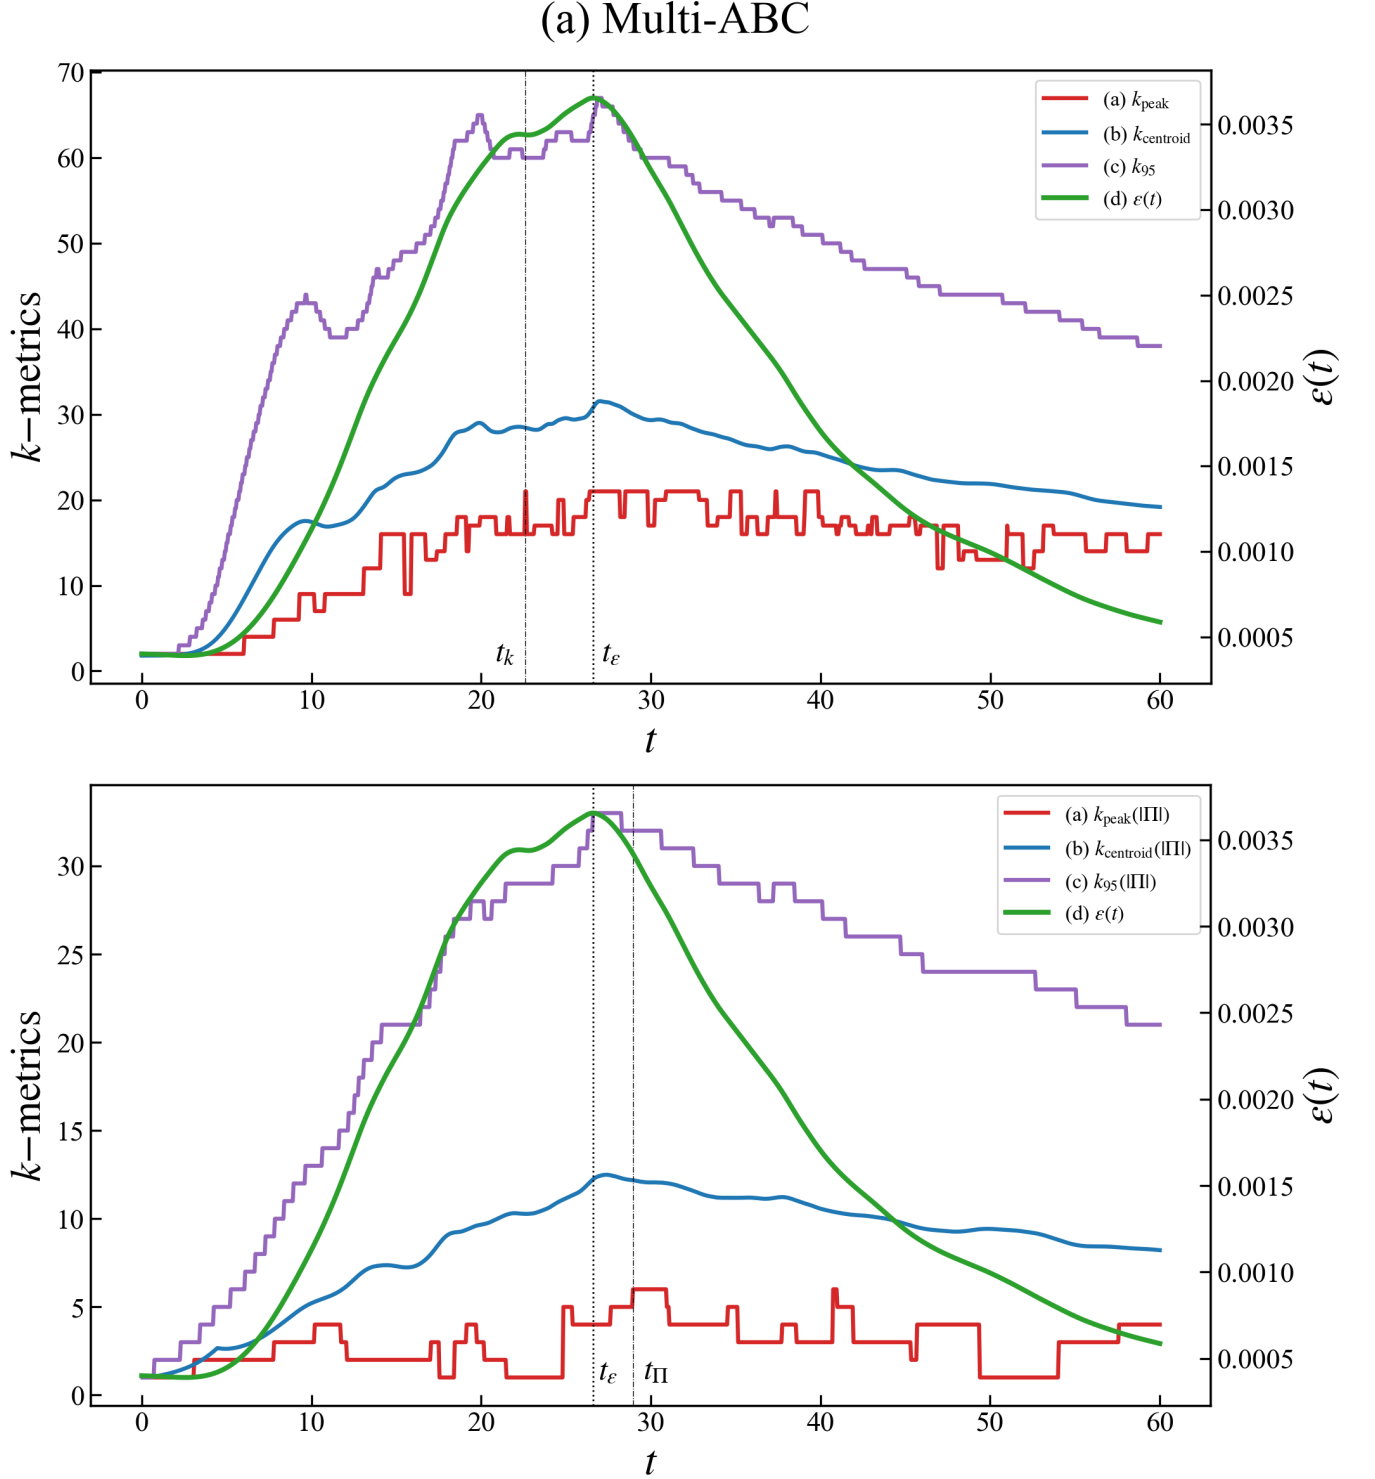 (a) Multi-ABC
70
60
50
40
30
20
10
0
k−metrics
(a) k_peak
(b) k_centroid
(c) k_95
(d) ε(t)
0.0035
0.0030
0.0025
0.0020
0.0015
0.0010
0.0005
ε(t)
t_k
t_ε
0 10 20 30 40 50 60
t
30
25
20
15
10
5
0
k−metrics
(a) k_peak(|Π|)
(b) k_centroid(|Π|)
(c) k_95(|Π|)
(d) ε(t)
0.0035
0.0030
0.0025
0.0020
0.0015
0.0010
0.0005
ε(t)
t_ε
t_Π
0 10 20 30 40 50 60
t